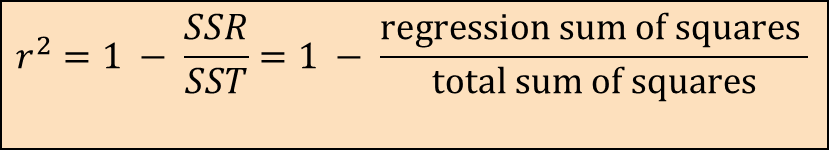 r² = 1 − SSR/SST = 1 − regression sum of squares/total sum of squares